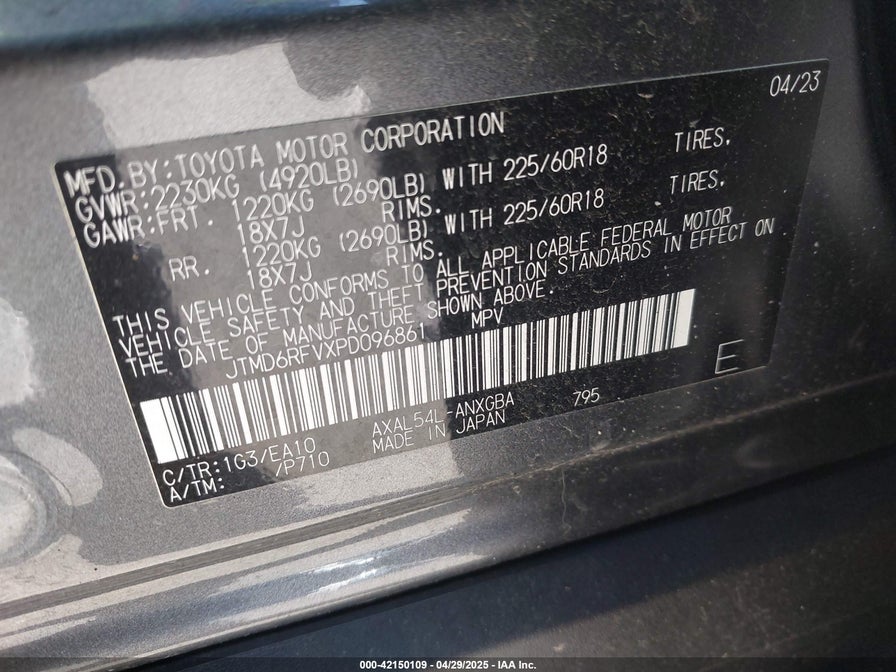 04/23
MFD. BY: TOYOTA MOTOR CORPORATION
GVWR: 2230KG (4920LB)
GAWR: FRT. 1220KG (2690LB) WITH 225/60R18 TIRES,
18X7J RIMS.
RR. 1220KG (2690LB) WITH 225/60R18 TIRES,
18X7J RIMS.
THIS VEHICLE CONFORMS TO ALL APPLICABLE FEDERAL MOTOR
VEHICLE SAFETY AND THEFT PREVENTION STANDARDS IN EFFECT ON
THE DATE OF MANUFACTURE SHOWN ABOVE.
JTMD6RFVXPD096861 MPV
E
AXAL54L-ANXGBA 795
C/TR: 1G3/EA10 MADE IN JAPAN
A/TM: /P710
000-42150109 | 04/29/2025 - IAA Inc.